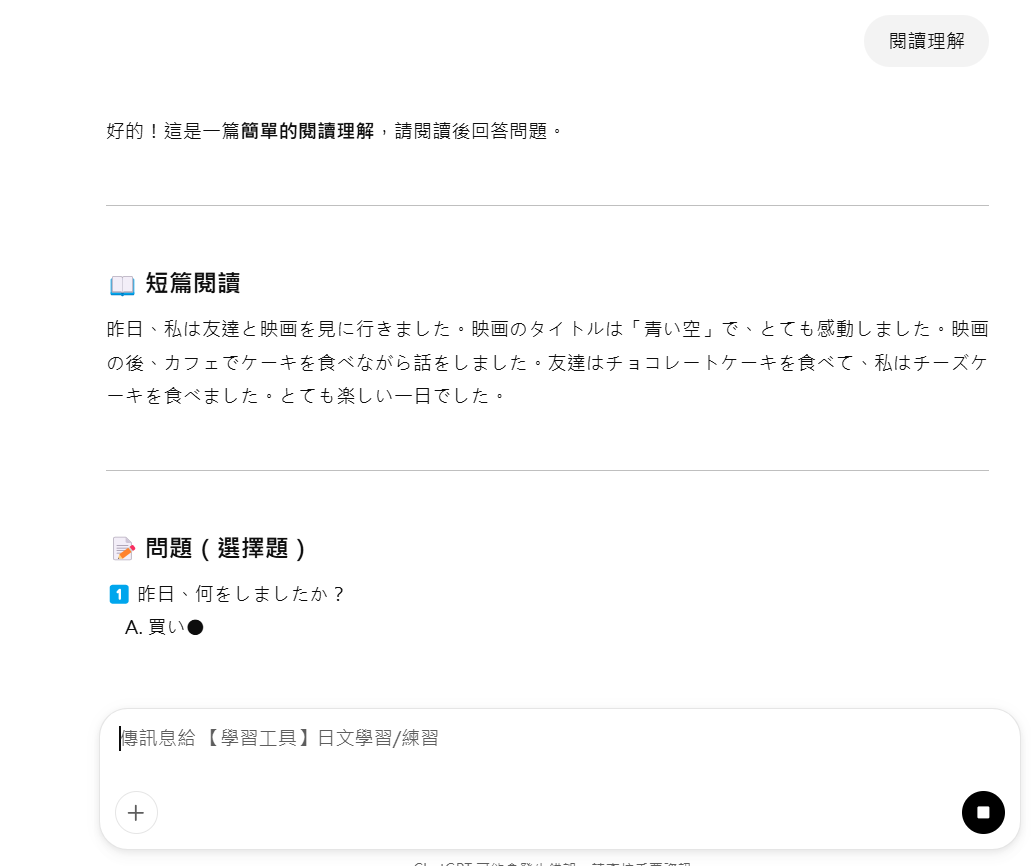 閱讀理解
好的！這是一篇簡單的閱讀理解，請閱讀後回答問題。
📖 短篇閱讀
昨日、私は友達と映画を見に行きました。映画のタイトルは「青い空」で、とても感動しました。映画
の後、カフェでケーキを食べながら話をしました。友達はチョコレートケーキを食べて、私はチーズケ
ーキを食べました。とても楽しい一日でした。
📝 問題（選擇題）
1️⃣ 昨日、何をしましたか？
A. 買い
傳訊息給 【學習工具】日文學習/練習